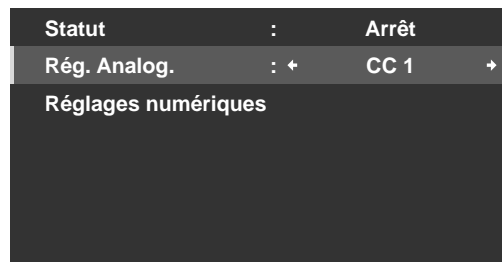 Statut : Arrêt
Rég. Analog. : CC 1
Réglages numériques